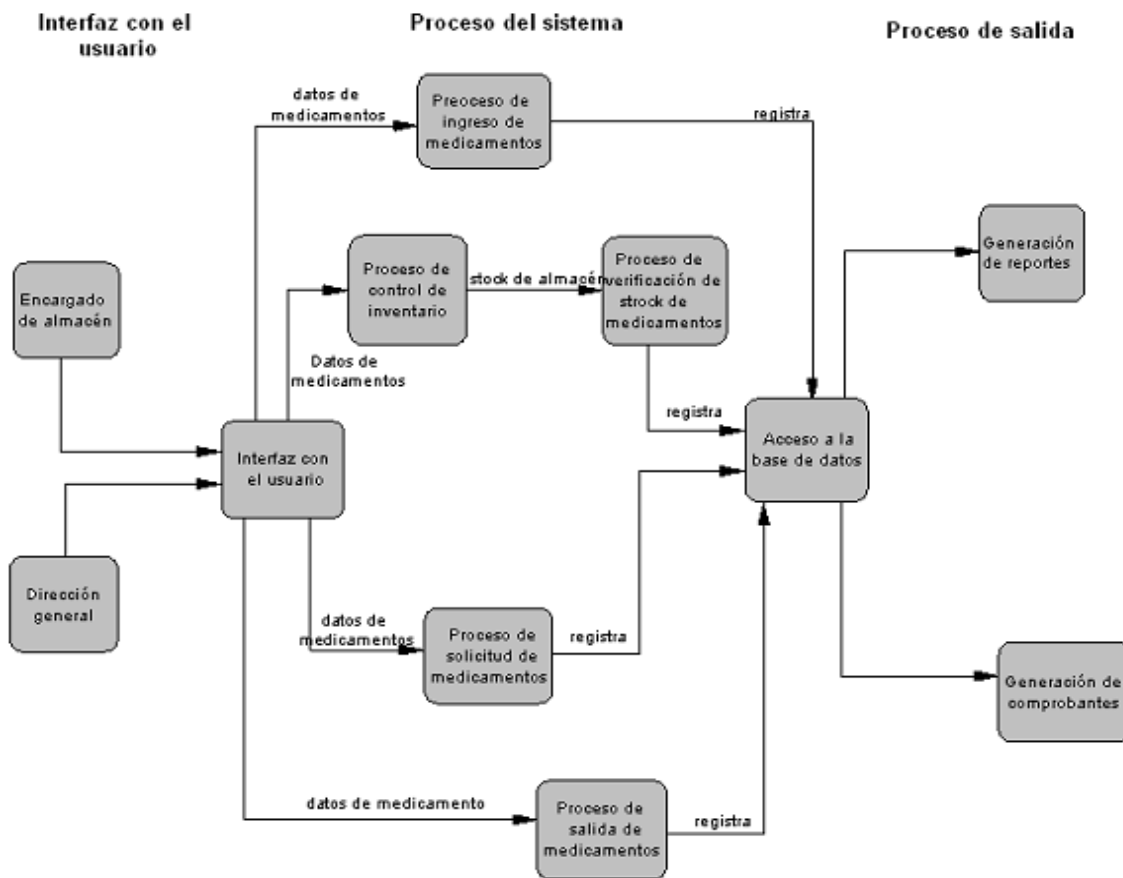 Interfaz con el
usuario
Proceso del sistema
Proceso de salida
datos de
medicamentos
Preoceso de
ingreso de
medicamentos
registra
Encargado
de almacén
Proceso de
control de
inventario
stock de almacén
Proceso de
verificación de
strock de
medicamentos
Generación
de reportes
Datos de
medicamentos
registra
Interfaz con
el usuario
Acceso a la
base de datos
Dirección
general
datos de
medicamentos
Proceso de
solicitud de
medicamentos
registra
Generación de
comprobantes
datos de medicamento
Proceso de
salida de
medicamentos
registra